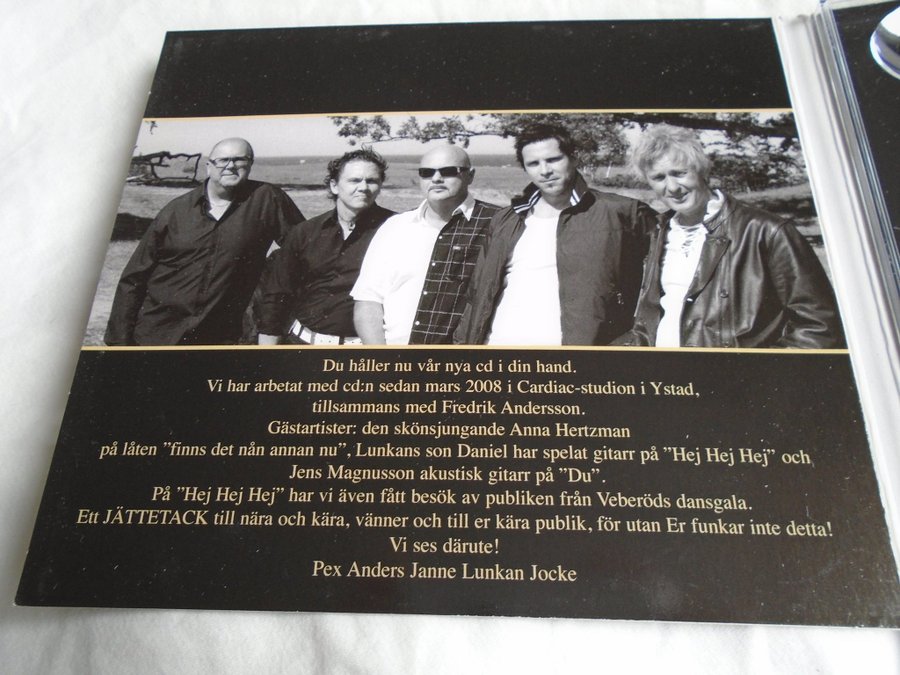 Du håller nu vår nya cd i din hand.
Vi har arbetat med cd:n sedan mars 2008 i Cardiac-studion i Ystad,
tillsammans med Fredrik Andersson.
Gästartister: den skönsjungande Anna Hertzman
på låten ”finns det nån annan nu”, Lunkans son Daniel har spelat gitarr på ”Hej Hej Hej” och
Jens Magnusson akustisk gitarr på ”Du”.
På ”Hej Hej Hej” har vi även fått besök av publiken från Veberöds dansgala.
Ett JÄTTETACK till nära och kära, vänner och till er kära publik, för utan Er funkar inte detta!
Vi ses därute!
Pex Anders Janne Lunkan Jocke